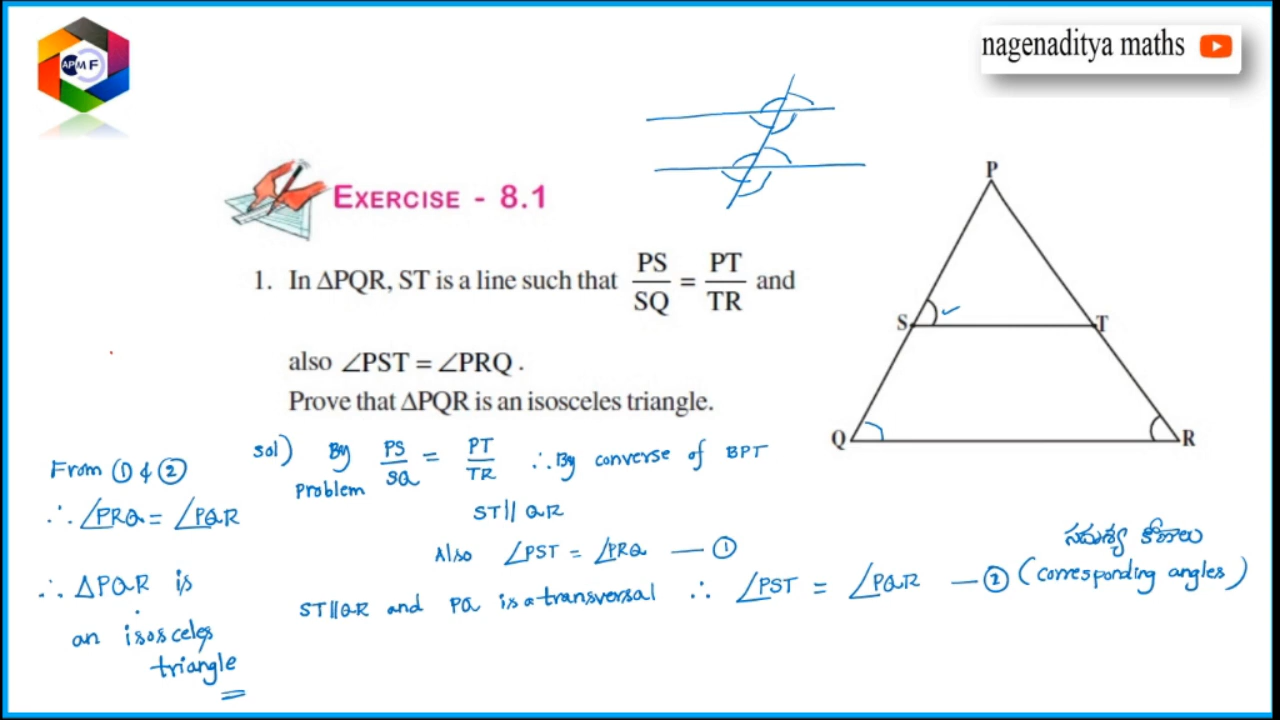 APMF
nagenaditya maths
EXERCISE - 8.1
1. In ΔPQR, ST is a line such that PS/SQ = PT/TR and
also ∠PST = ∠PRQ.
Prove that ΔPQR is an isosceles triangle.
P
S
T
Q
R
Sol) By problem PS/SQ = PT/TR ∴ By converse of BPT
ST || QR
Also ∠PST = ∠PRQ — ①
ST || QR and PQ is a transversal ∴ ∠PST = ∠PQR — ② (corresponding angles)
కోణాలు
From ① & ②
∴ ∠PRQ = ∠PQR
∴ ΔPQR is
an isosceles
triangle